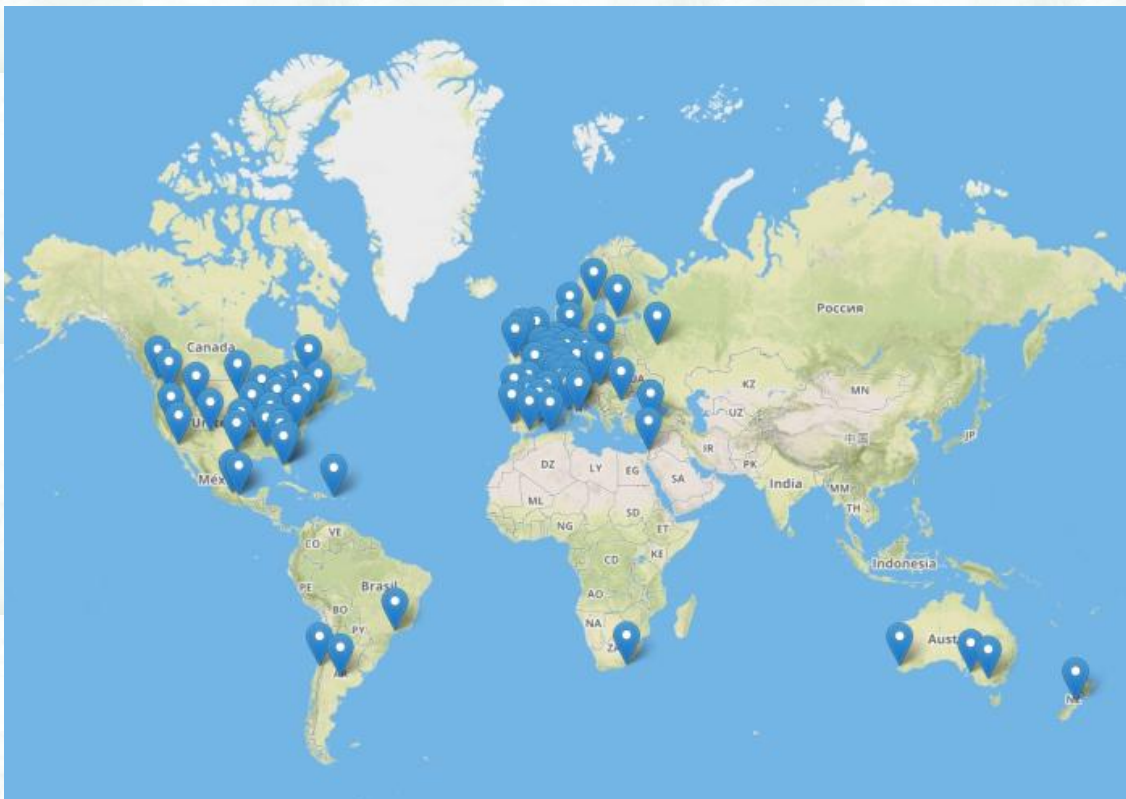 Россия
Canada
KZ
MN
UZ
中国
JP
IR
PK
DZ
LY
EG
SA
India
MM
TH
ML
SD
NG
ET
VE
CO
CD
KE
Indonesia
PE
Brasil
BO
AO
PY
NA